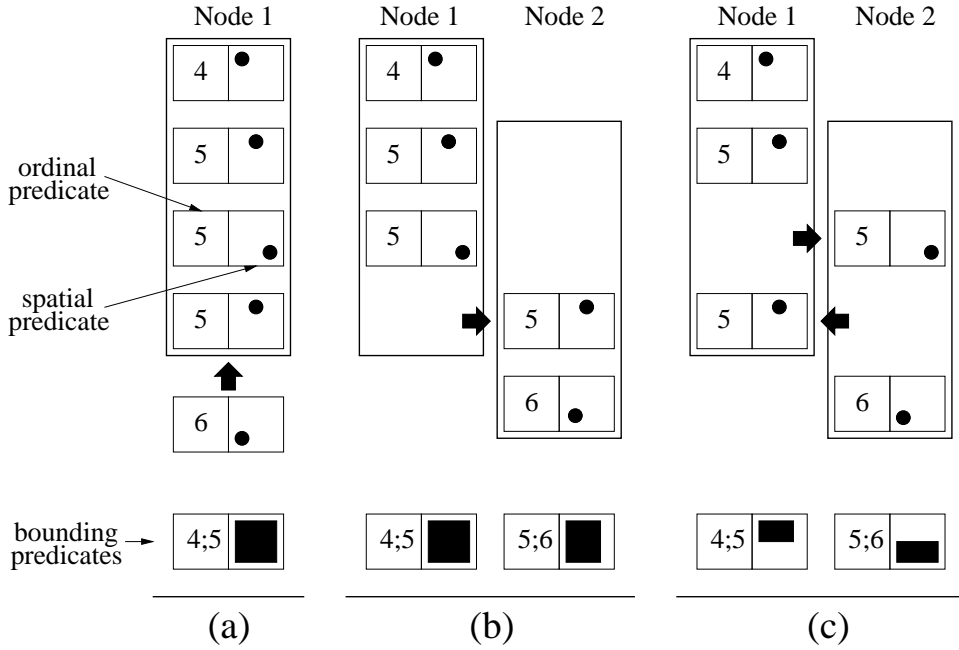 Node 1
Node 1
Node 2
Node 1
Node 2
4
5
5
5
6
ordinal
predicate
spatial
predicate
4
5
5
5
6
4
5
5
5
6
bounding
predicates
4;5
4;5
5;6
4;5
5;6
(a)
(b)
(c)